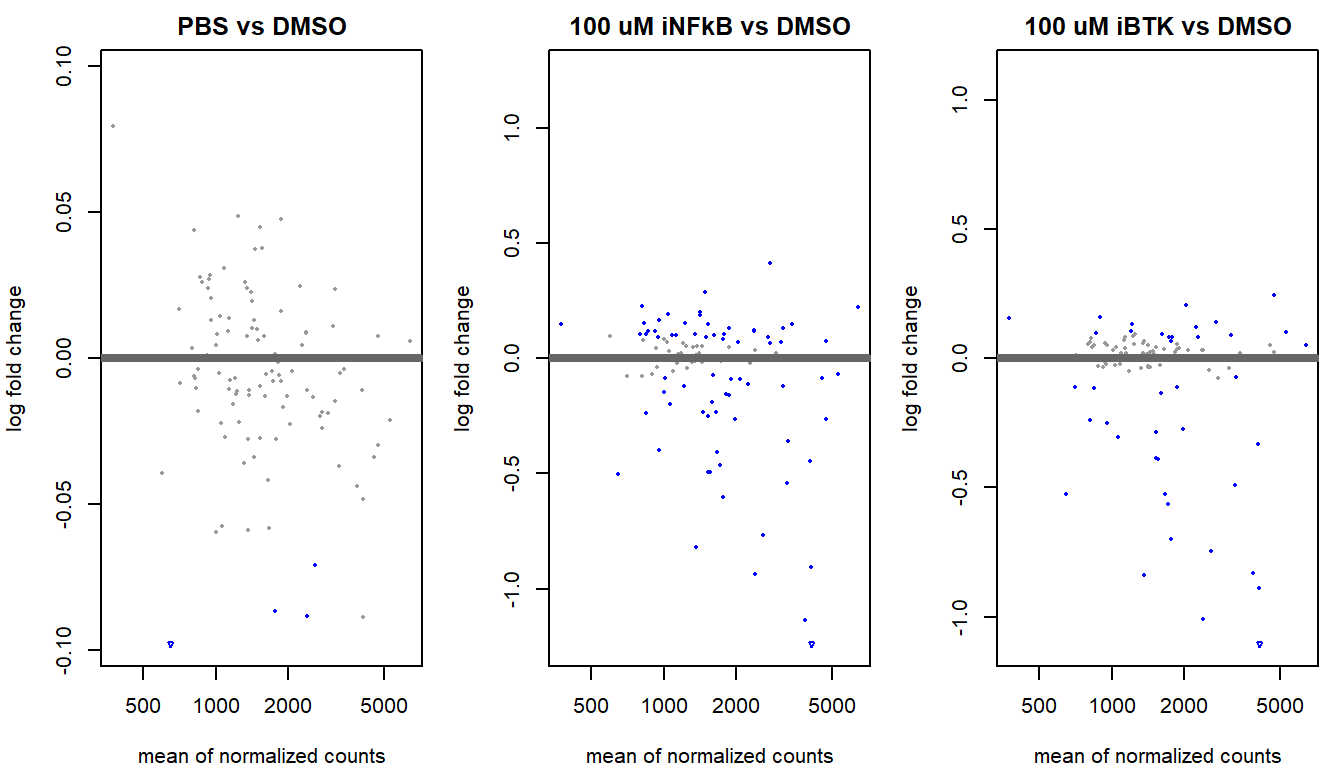 PBS vs DMSO
0.10
0.05
0.00
-0.05
-0.10
log fold change
500 1000 2000 5000
mean of normalized counts
100 uM iNFkB vs DMSO
1.0
0.5
0.0
-0.5
-1.0
log fold change
500 1000 2000 5000
mean of normalized counts
100 uM iBTK vs DMSO
1.0
0.5
0.0
-0.5
-1.0
log fold change
500 1000 2000 5000
mean of normalized counts